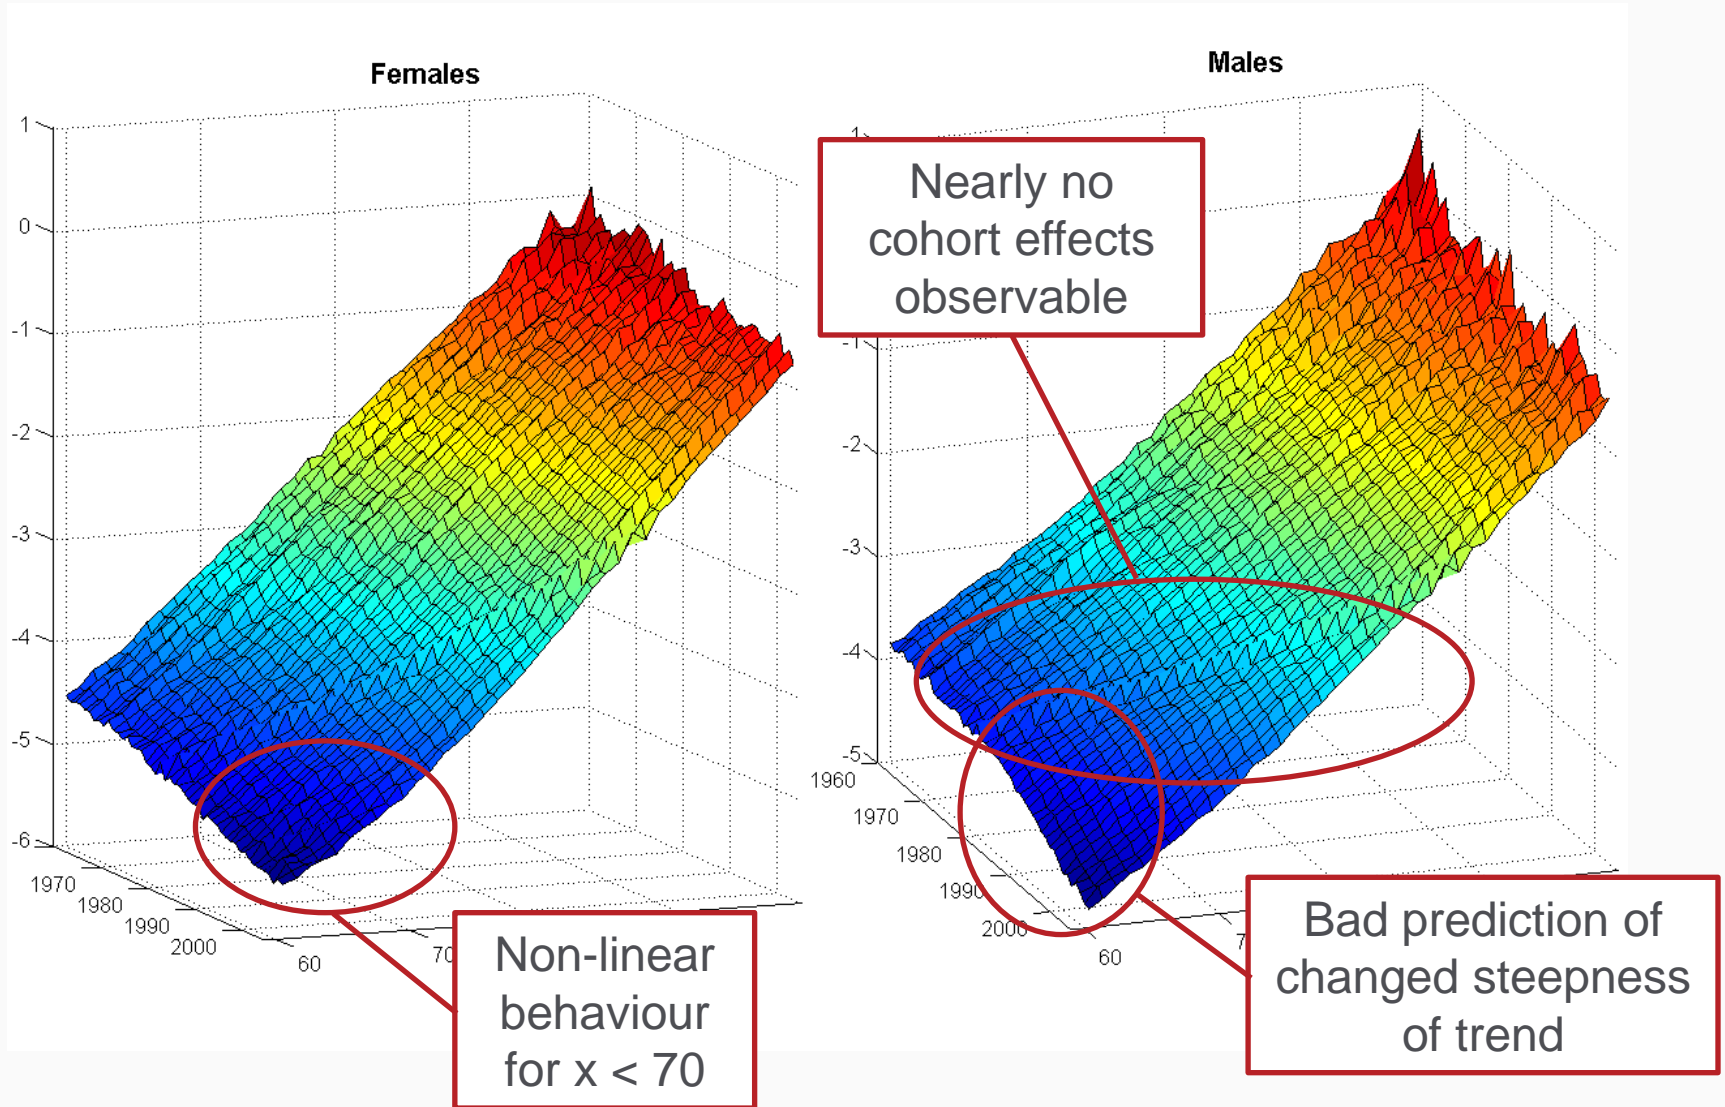 Females
1
0
-1
-2
-3
-4
-5
-6
1970
1980
1990
2000
60
70
Non-linear
behaviour
for x < 70
Males
1
Nearly no
cohort effects
observable
-1
-2
-3
-4
-5
1960
1970
1980
1990
2000
60
7
Bad prediction of
changed steepness
of trend